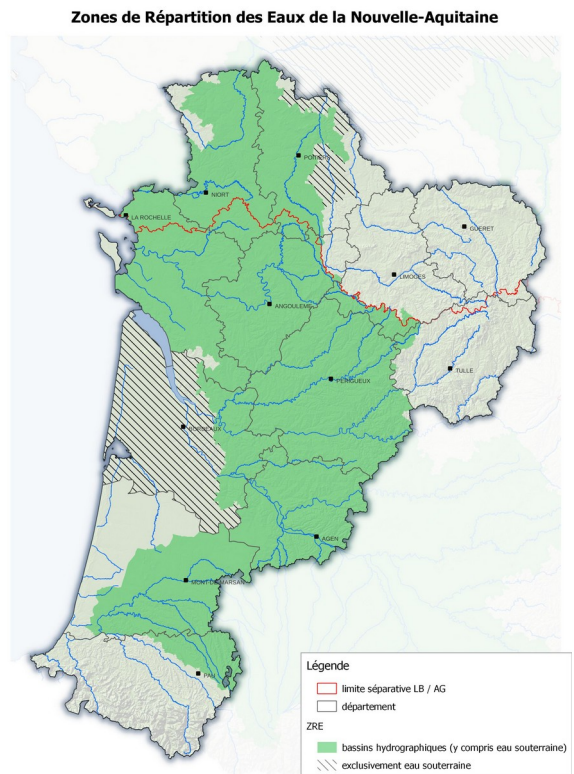 Zones de Répartition des Eaux de la Nouvelle-Aquitaine
POITIERS
NIORT
LA ROCHELLE
GUERET
LIMOGES
ANGOULEME
TULLE
PERIGUEUX
BORDEAUX
AGEN
MONT-DE-MARSAN
PAU
Légende
limite séparative LB / AG
département
ZRE
bassins hydrographiques (y compris eau souterraine)
exclusivement eau souterraine